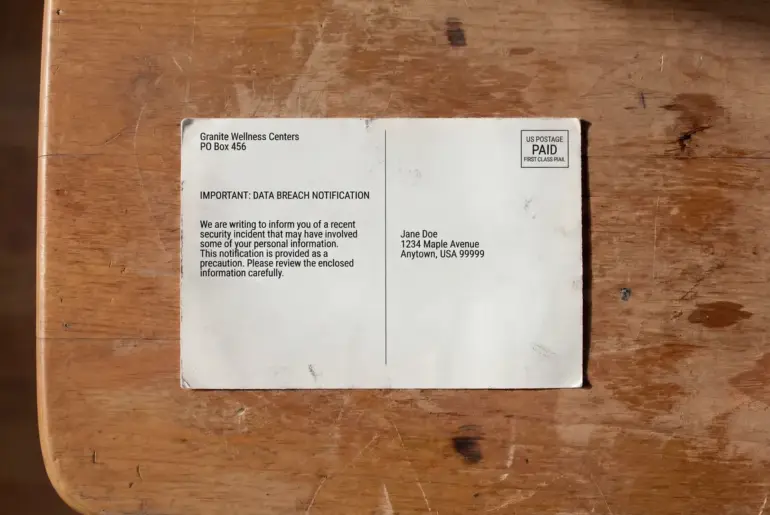 Granite Wellness Centers
PO Box 456
IMPORTANT: DATA BREACH NOTIFICATION
We are writing to inform you of a recent
security incident that may have involved
some of your personal information.
This notification is provided as a
precaution. Please review the enclosed
information carefully.
US POSTAGE
PAID
FIRST CLASS
Jane Doe
1234 Maple Avenue
Anytown, USA 99999